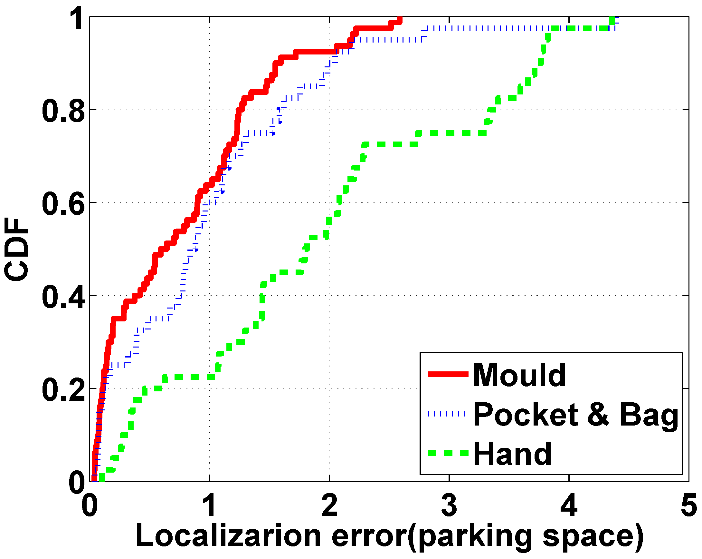 1
0.8
0.6
0.4
0.2
0
CDF
Mould
Pocket & Bag
Hand
0 1 2 3 4 5
Localizarion error(parking space)